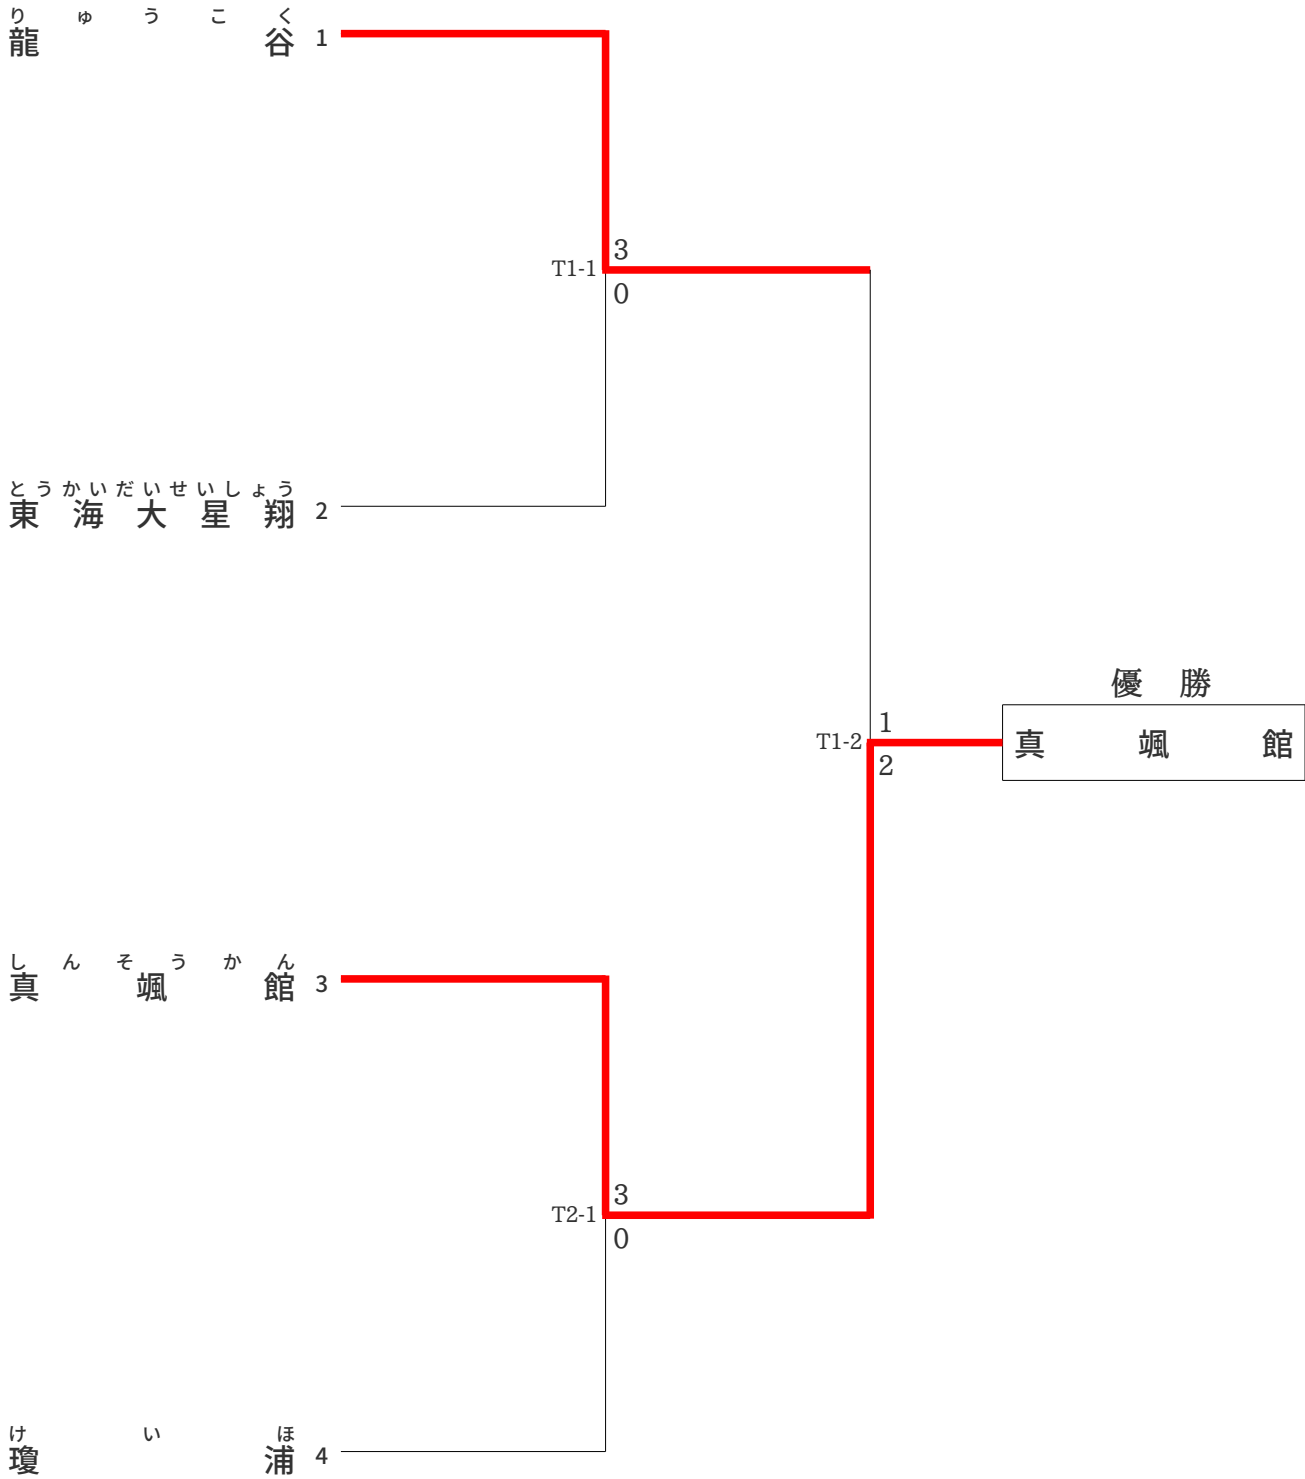 りゅうこく
龍谷 1
3
T1-1
0
とうかいだいせいしょう
東海大星翔 2
優勝
1
T1-2
真颯館
2
しんそうかん
真颯館 3
3
T2-1
0
けいほ
瓊浦 4